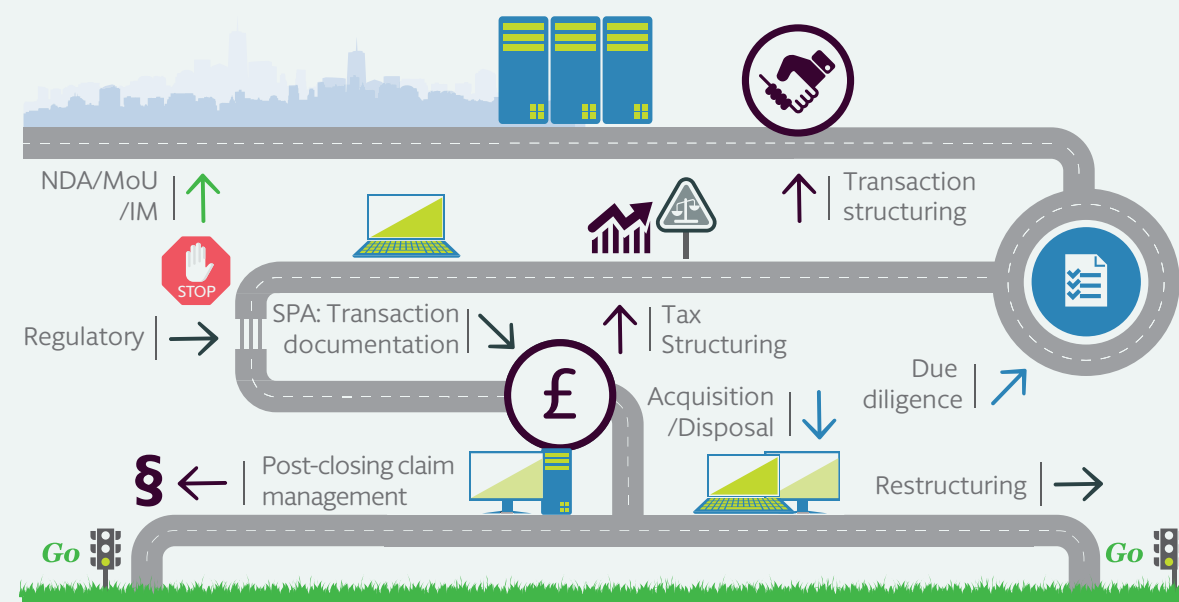 NDA/MoU
/IM
Transaction
structuring
STOP
Regulatory
SPA: Transaction
documentation
Tax
Structuring
£
Due
diligence
Acquisition
/Disposal
§
Post-closing claim
management
Restructuring
Go
Go